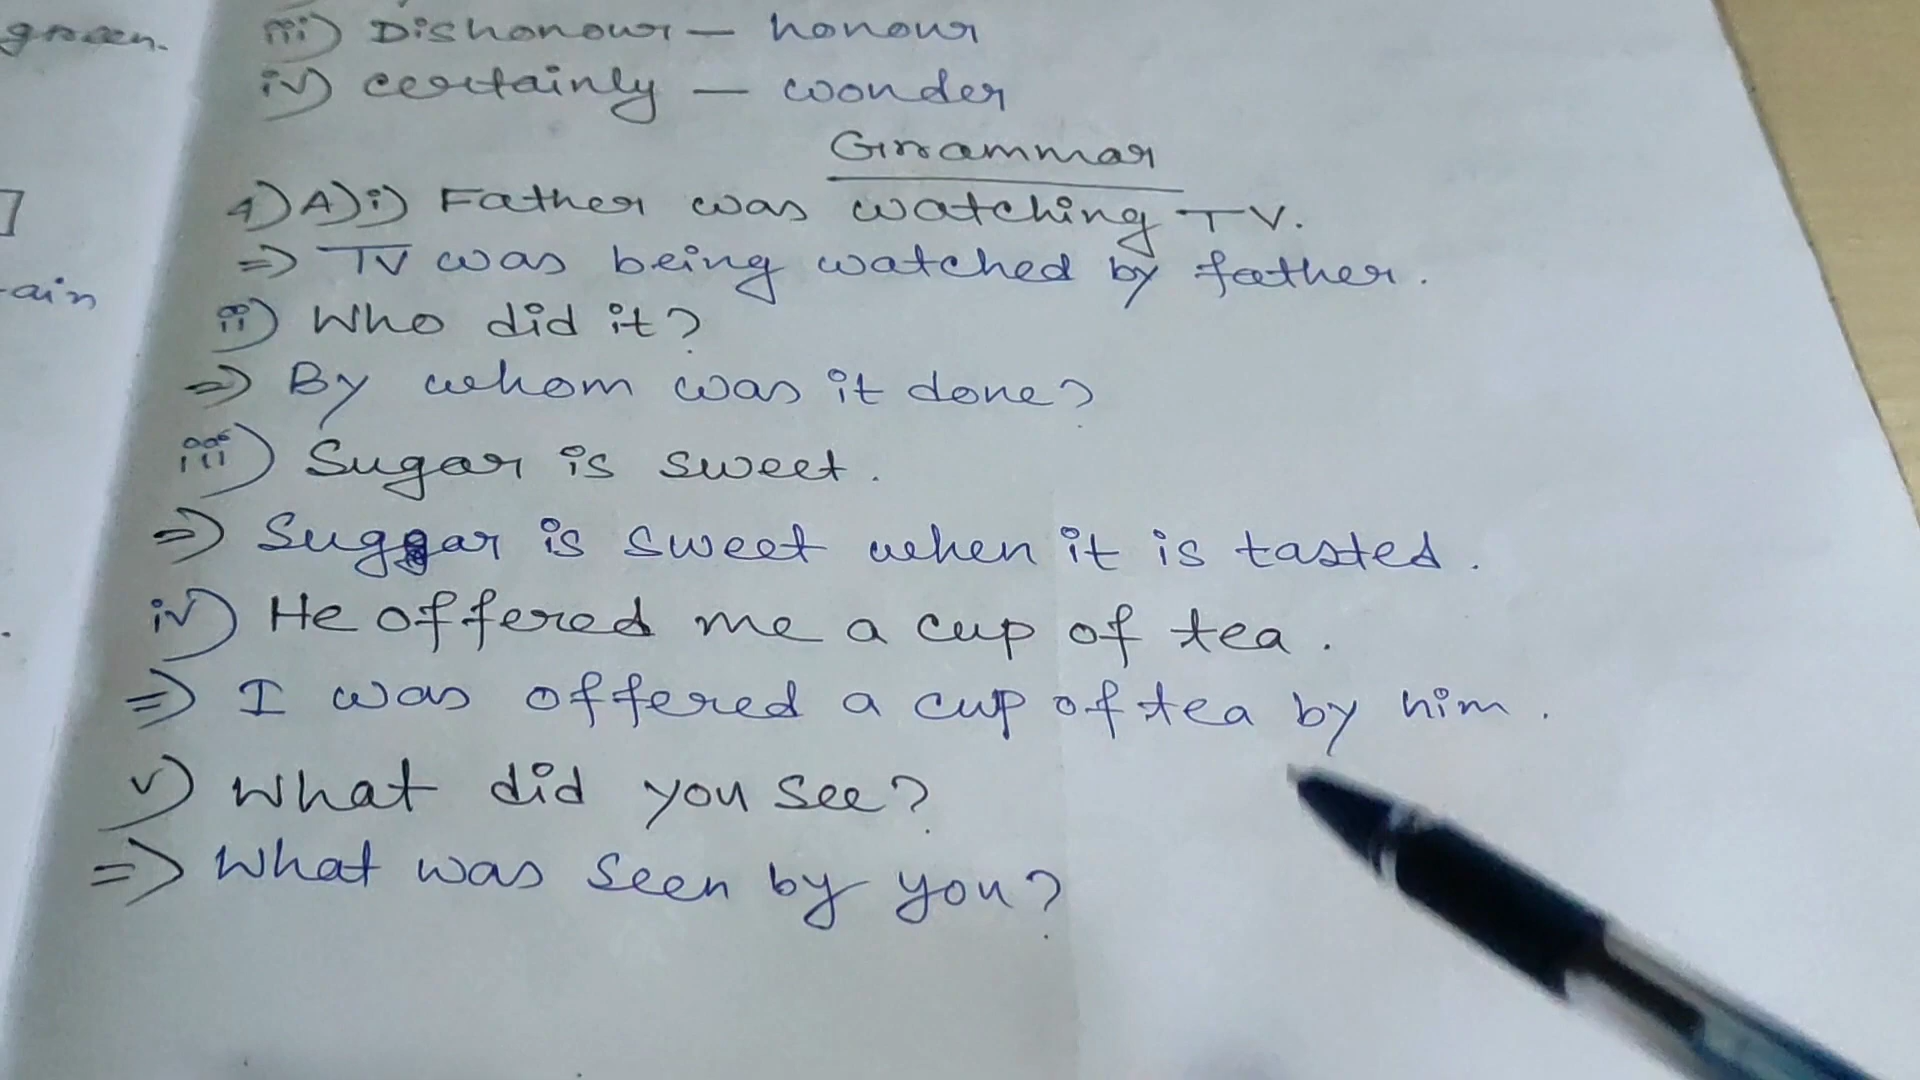 green.
iii) Dishonour — honour
iv) certainly — wonder
Grammar
4) A) i) Father was watching TV.
⇒ TV was being watched by father.
ain
ii) Who did it?
⇒ By whom was it done?
iii) Sugar is sweet.
⇒ Suggar is sweet when it is tasted.
iv) He offered me a cup of tea.
⇒ I was offered a cup of tea by him.
v) What did you see?
⇒ What was seen by you?